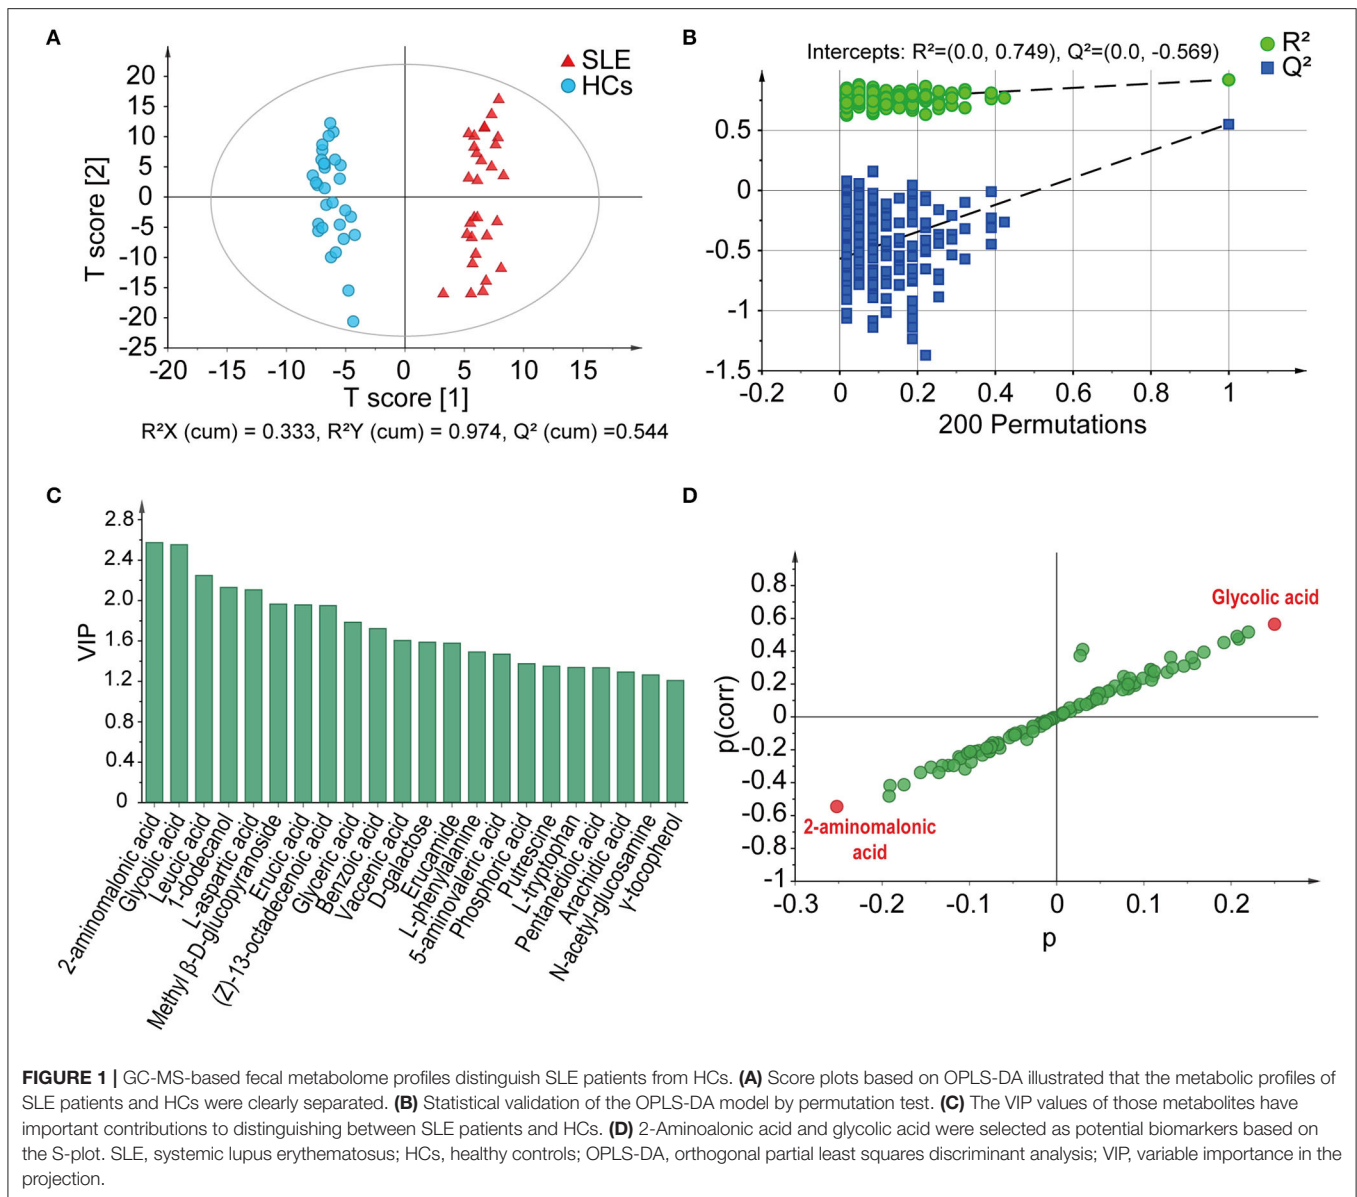 A
SLE
HCs
20
15
10
5
0
-5
-10
-15
-20
-25
T score [2]
-20
-10
-5
0
5
10
15
T score [1]
R²X (cum) = 0.333, R²Y (cum) = 0.974, Q² (cum) =0.544
B
Intercepts: R²=(0.0, 0.749), Q²=(0.0, -0.569)
R²
Q²
0.5
0
-0.5
-1
-1.5
-0.2
0
0.2
0.4
0.6
0.8
1
200 Permutations
C
VIP
2.8
2.4
2.0
1.6
1.2
0.8
0.4
0
2-aminomalonic acid
Glycolic acid
Leucic acid
1-dodecanol
L-aspartic acid
Methyl β-D-glucopyranoside
Erucic acid
(Z)-13-octadecenoic acid
Glyceric acid
Benzoic acid
Vaccenic acid
D-galactose
Erucamide
L-phenylalanine
5-aminovaleric acid
Phosphoric acid
Putrescine
L-tryptophan
Pentanedioic acid
Arachidic acid
N-acetyl-glucosamine
γ-tocopherol
D
p(corr)
0.8
0.6
0.4
0.2
0
-0.2
-0.4
-0.6
-0.8
-1
Glycolic acid
2-aminomalonic
acid
-0.3
-0.2
-0.1
0
0.1
0.2
p
FIGURE 1 | GC-MS-based fecal metabolome profiles distinguish SLE patients from HCs. (A) Score plots based on OPLS-DA illustrated that the metabolic profiles of
SLE patients and HCs were clearly separated. (B) Statistical validation of the OPLS-DA model by permutation test. (C) The VIP values of those metabolites have
important contributions to distinguishing between SLE patients and HCs. (D) 2-Aminoalonic acid and glycolic acid were selected as potential biomarkers based on
the S-plot. SLE, systemic lupus erythematosus; HCs, healthy controls; OPLS-DA, orthogonal partial least squares discriminant analysis; VIP, variable importance in the
projection.